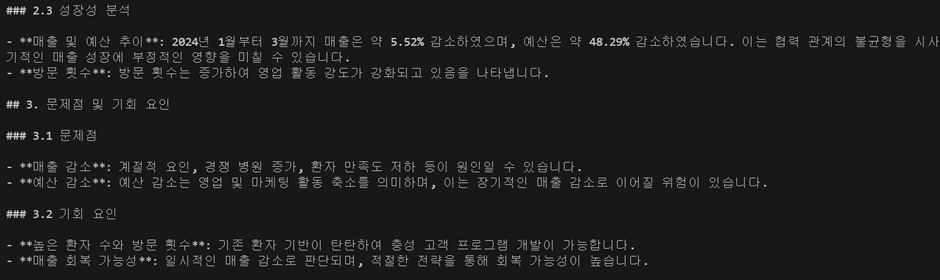 ### 2.3 성장성 분석
- **매출 및 예산 추이**: 2024년 1월부터 3월까지 매출은 약 5.52% 감소하였으며, 예산은 약 48.29% 감소하였습니다. 이는 협력 관계의 불균형을 시사
기적인 매출 성장에 부정적인 영향을 미칠 수 있습니다.
- **방문 횟수**: 방문 횟수는 증가하여 영업 활동 강도가 강화되고 있음을 나타냅니다.
## 3. 문제점 및 기회 요인
### 3.1 문제점
- **매출 감소**: 계절적 요인, 경쟁 병원 증가, 환자 만족도 저하 등이 원인일 수 있습니다.
- **예산 감소**: 예산 감소는 영업 및 마케팅 활동 축소를 의미하며, 이는 장기적인 매출 감소로 이어질 위험이 있습니다.
### 3.2 기회 요인
- **높은 환자 수와 방문 횟수**: 기존 환자 기반이 탄탄하여 충성 고객 프로그램 개발이 가능합니다.
- **매출 회복 가능성**: 일시적인 매출 감소로 판단되며, 적절한 전략을 통해 회복 가능성이 높습니다.